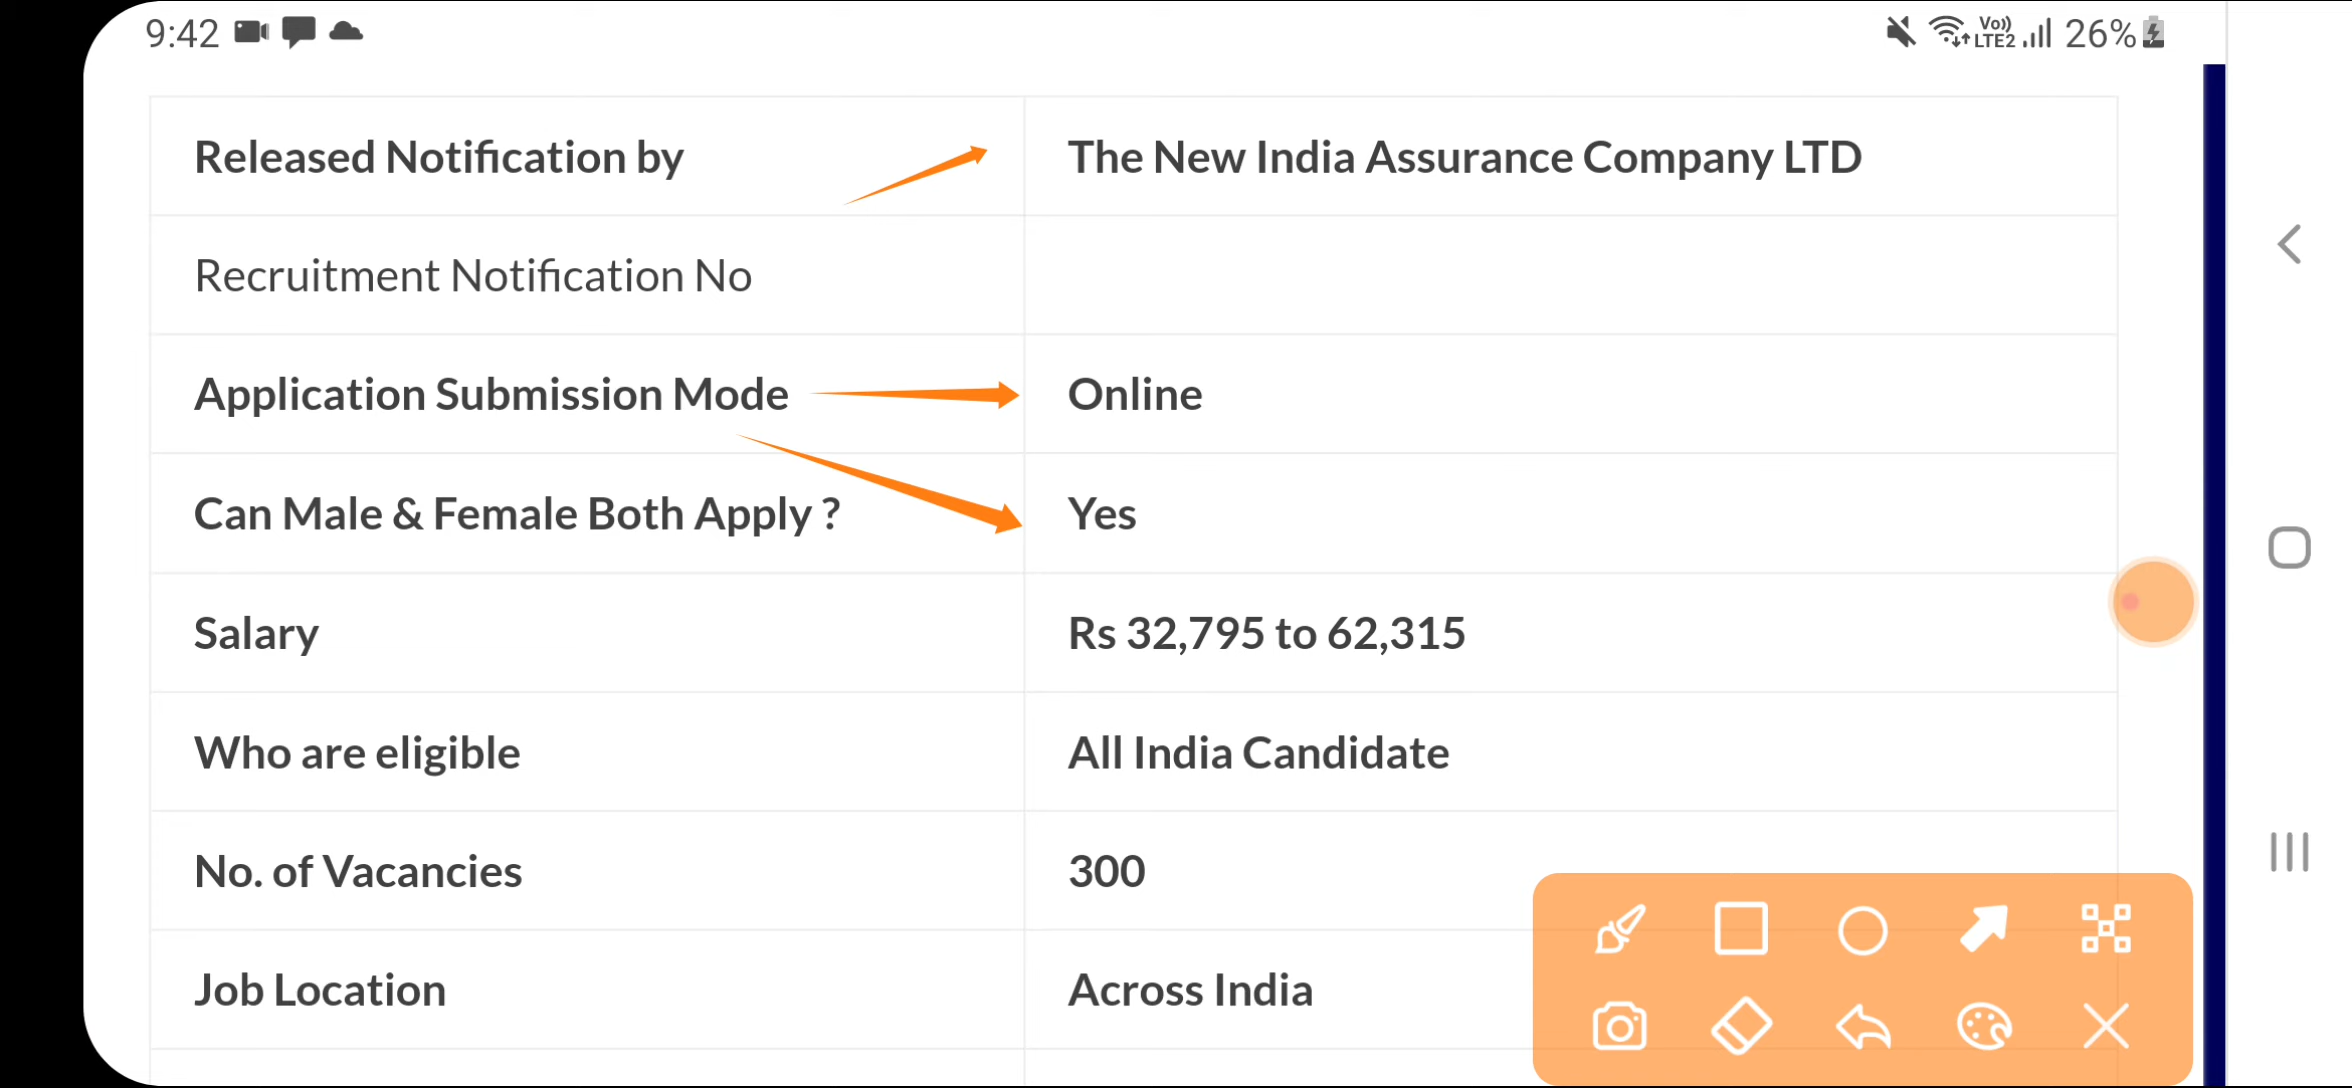 9:42
Vo)) LTE2 26%
Released Notification by The New India Assurance Company LTD
Recruitment Notification No
Application Submission Mode Online
Can Male & Female Both Apply ? Yes
Salary Rs 32,795 to 62,315
Who are eligible All India Candidate
No. of Vacancies 300
Job Location Across India